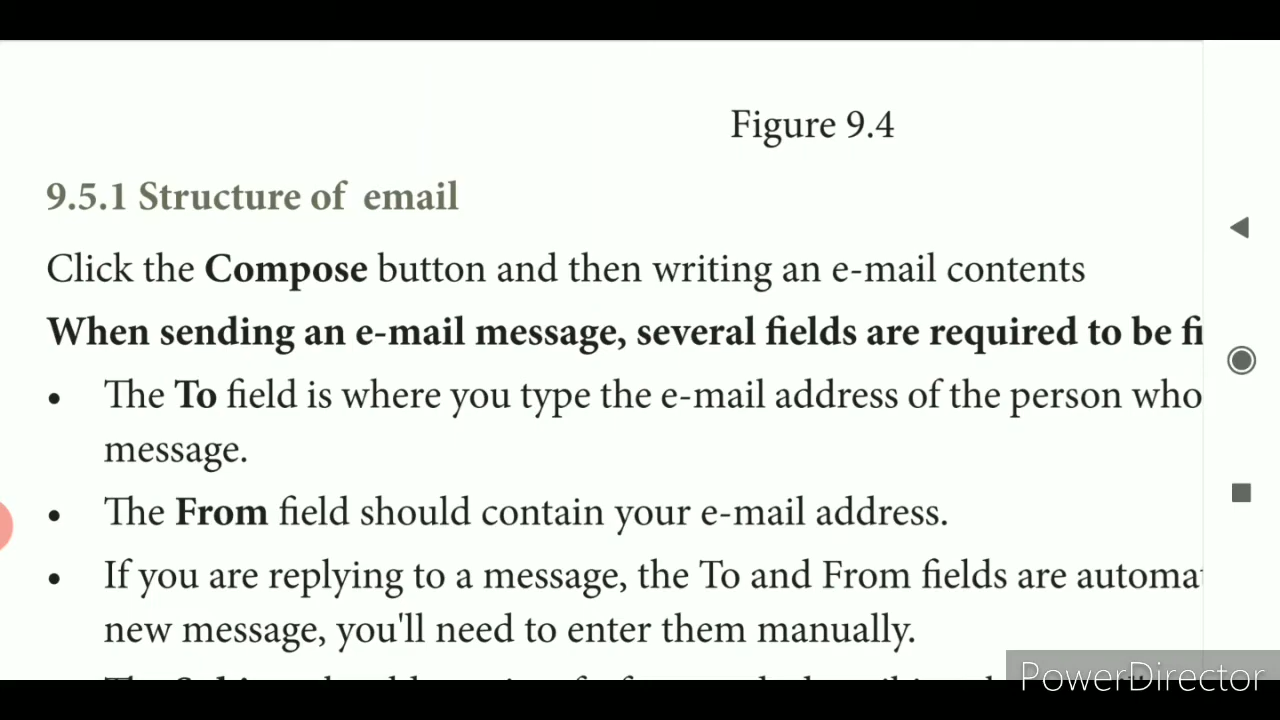 Figure 9.4
9.5.1 Structure of email
Click the Compose button and then writing an e-mail contents
When sending an e-mail message, several fields are required to be
• The To field is where you type the e-mail address of the person who
message.
• The From field should contain your e-mail address.
• If you are replying to a message, the To and From fields are
new message, you'll need to enter them manually.
PowerDirector